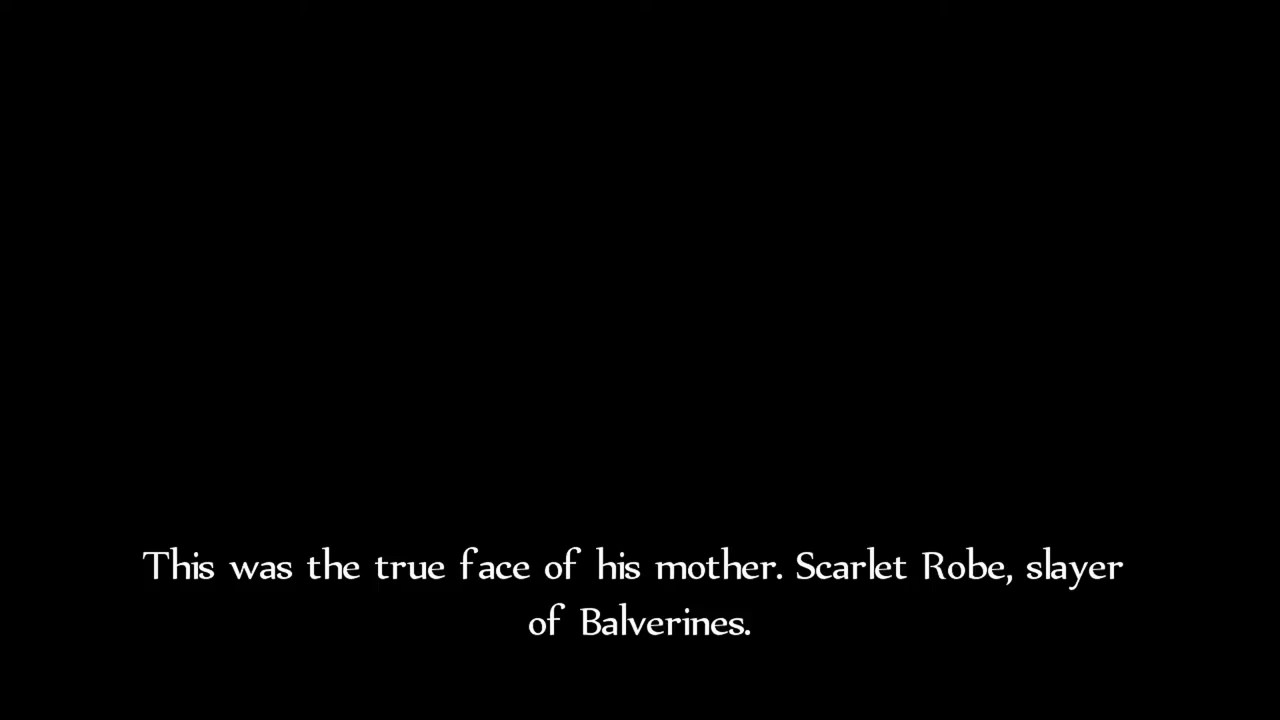 This was the true face of his mother. Scarlet Robe, slayer
of Balverines.